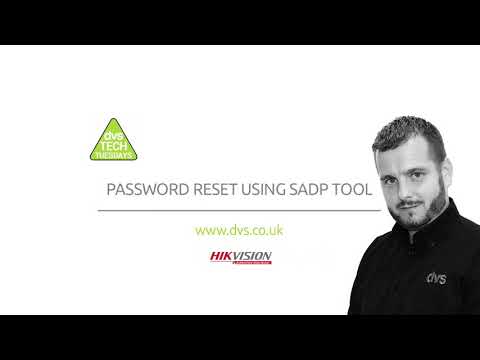 dvs
TECH
TUESDAYS
PASSWORD RESET USING SADP TOOL
www.dvs.co.uk
HIKVISION
dvs